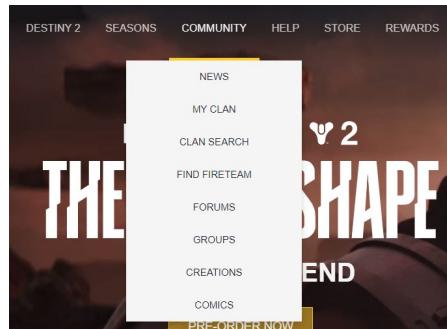 DESTINY 2 SEASONS COMMUNITY HELP STORE REWARDS
NEWS
MY CLAN
CLAN SEARCH
FIND FIRETEAM
FORUMS
GROUPS
CREATIONS
COMICS
2
THE SHAPE
END
PRE-ORDER NOW